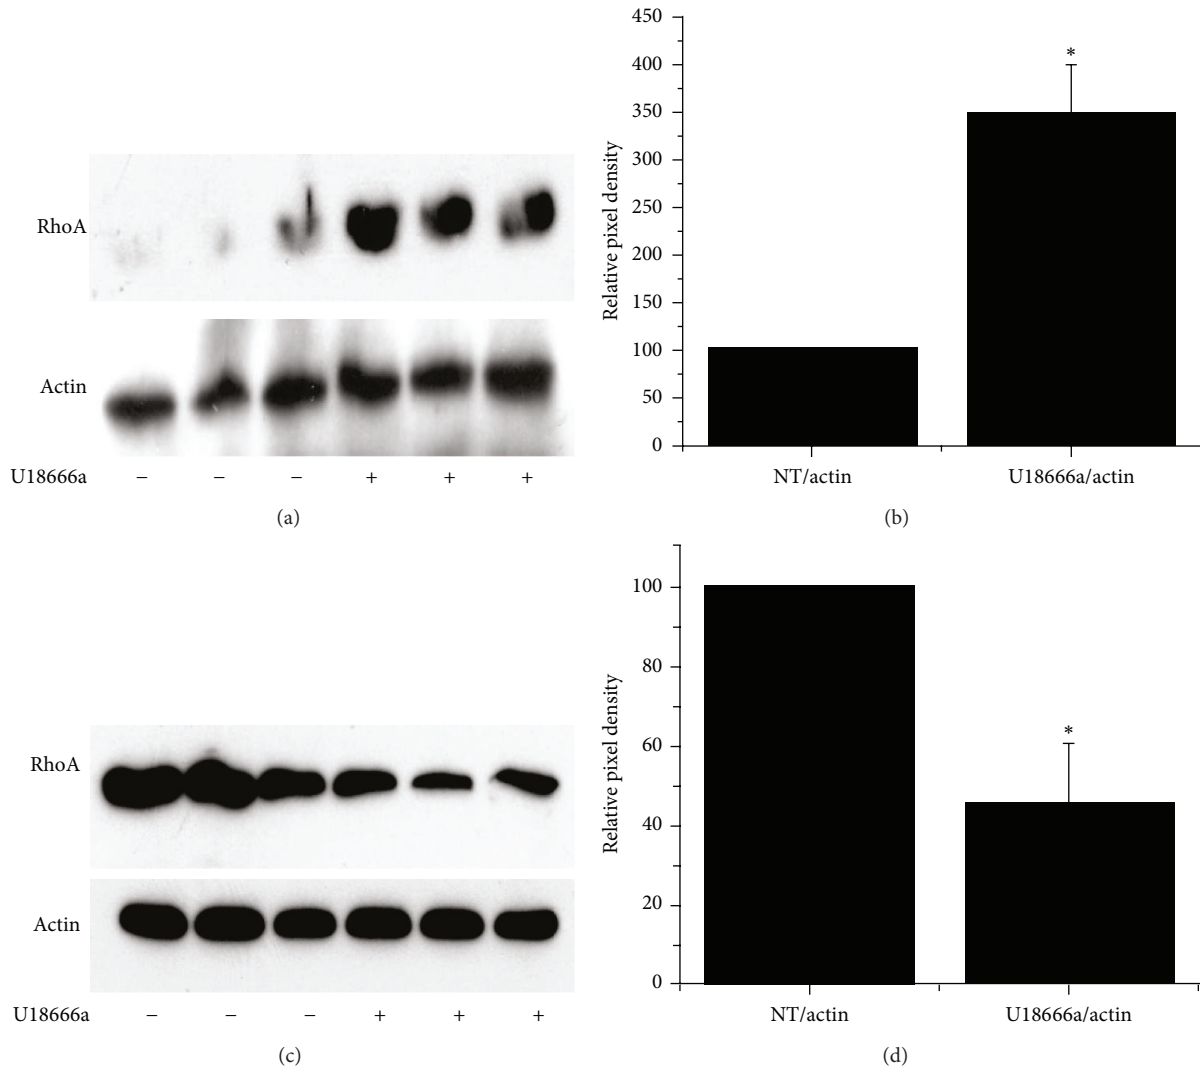 RhoA
Actin
U18666a − − − + + +
(a)
450
400
350
300
250
200
150
100
50
0
Relative pixel density
*
NT/actin U18666a/actin
(b)
RhoA
Actin
U18666a − − − + + +
(c)
100
80
60
40
20
0
Relative pixel density
*
NT/actin U18666a/actin
(d)